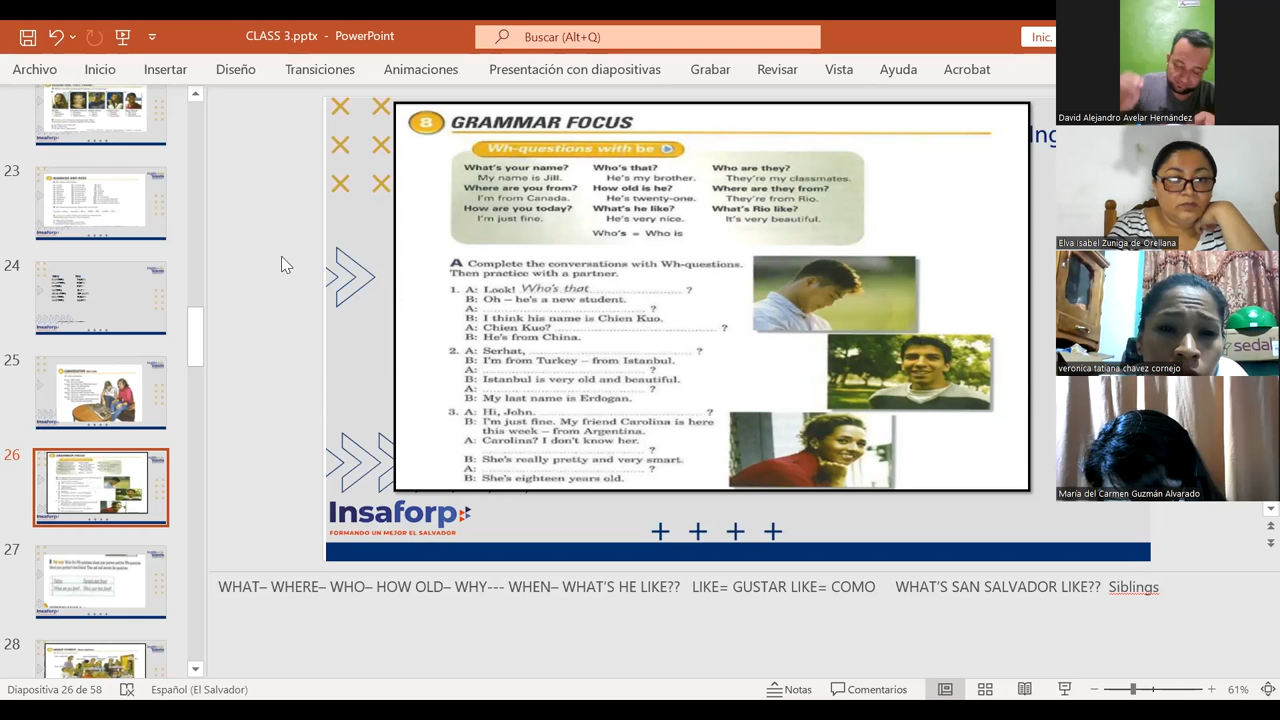 CLASS 3.pptx - PowerPoint
Buscar (Alt+Q)
Inic.
Archivo Inicio Insertar Diseño Transiciones Animaciones Presentación con diapositivas Grabar Revisar Vista Ayuda Acrobat
23
24
25
26
27
28
8 GRAMMAR FOCUS
Wh-questions with be
What's your name? Who's that? Who are they?
My name is Jill. He's my brother. They're my classmates.
Where are you from? How old is he? Where are they from?
I'm from Canada. He's twenty-one. They're from Rio.
How are you today? What's he like? What's Rio like?
I'm just fine. He's very nice. It's very beautiful.
Who's = Who is
A Complete the conversations with Wh-questions.
Then practice with a partner.
1. A: Look! Who's that ?
B: Oh – he's a new student.
A: ?
B: I think his name is Chien Kuo.
A: Chien Kuo? ?
B: He's from China.
2. A: Serhat, ?
B: I'm from Turkey – from Istanbul.
A: ?
B: Istanbul is very old and beautiful.
A: ?
B: My last name is Erdogan.
3. A: Hi, John. ?
B: I'm just fine. My friend Carolina is here
this week – from Argentina.
A: Carolina? I don't know her.
?
B: She's really pretty and very smart.
A: ?
B: She's eighteen years old.
Insaforp
FORMANDO UN MEJOR EL SALVADOR
WHAT– WHERE– WHO– HOW OLD– WHY--- WHEN– WHAT'S HE LIKE?? LIKE= GUSTAR LIKE= COMO WHAT'S SAN SALVADOR LIKE?? Siblings
Diapositiva 26 de 58 Español (El Salvador) Notas Comentarios 61%
David Alejandro Avelar Hernández
Elva Isabel Zuniga de Orellana
sedal
veronica tatiana chavez cornejo
María del Carmen Guzmán Alvarado